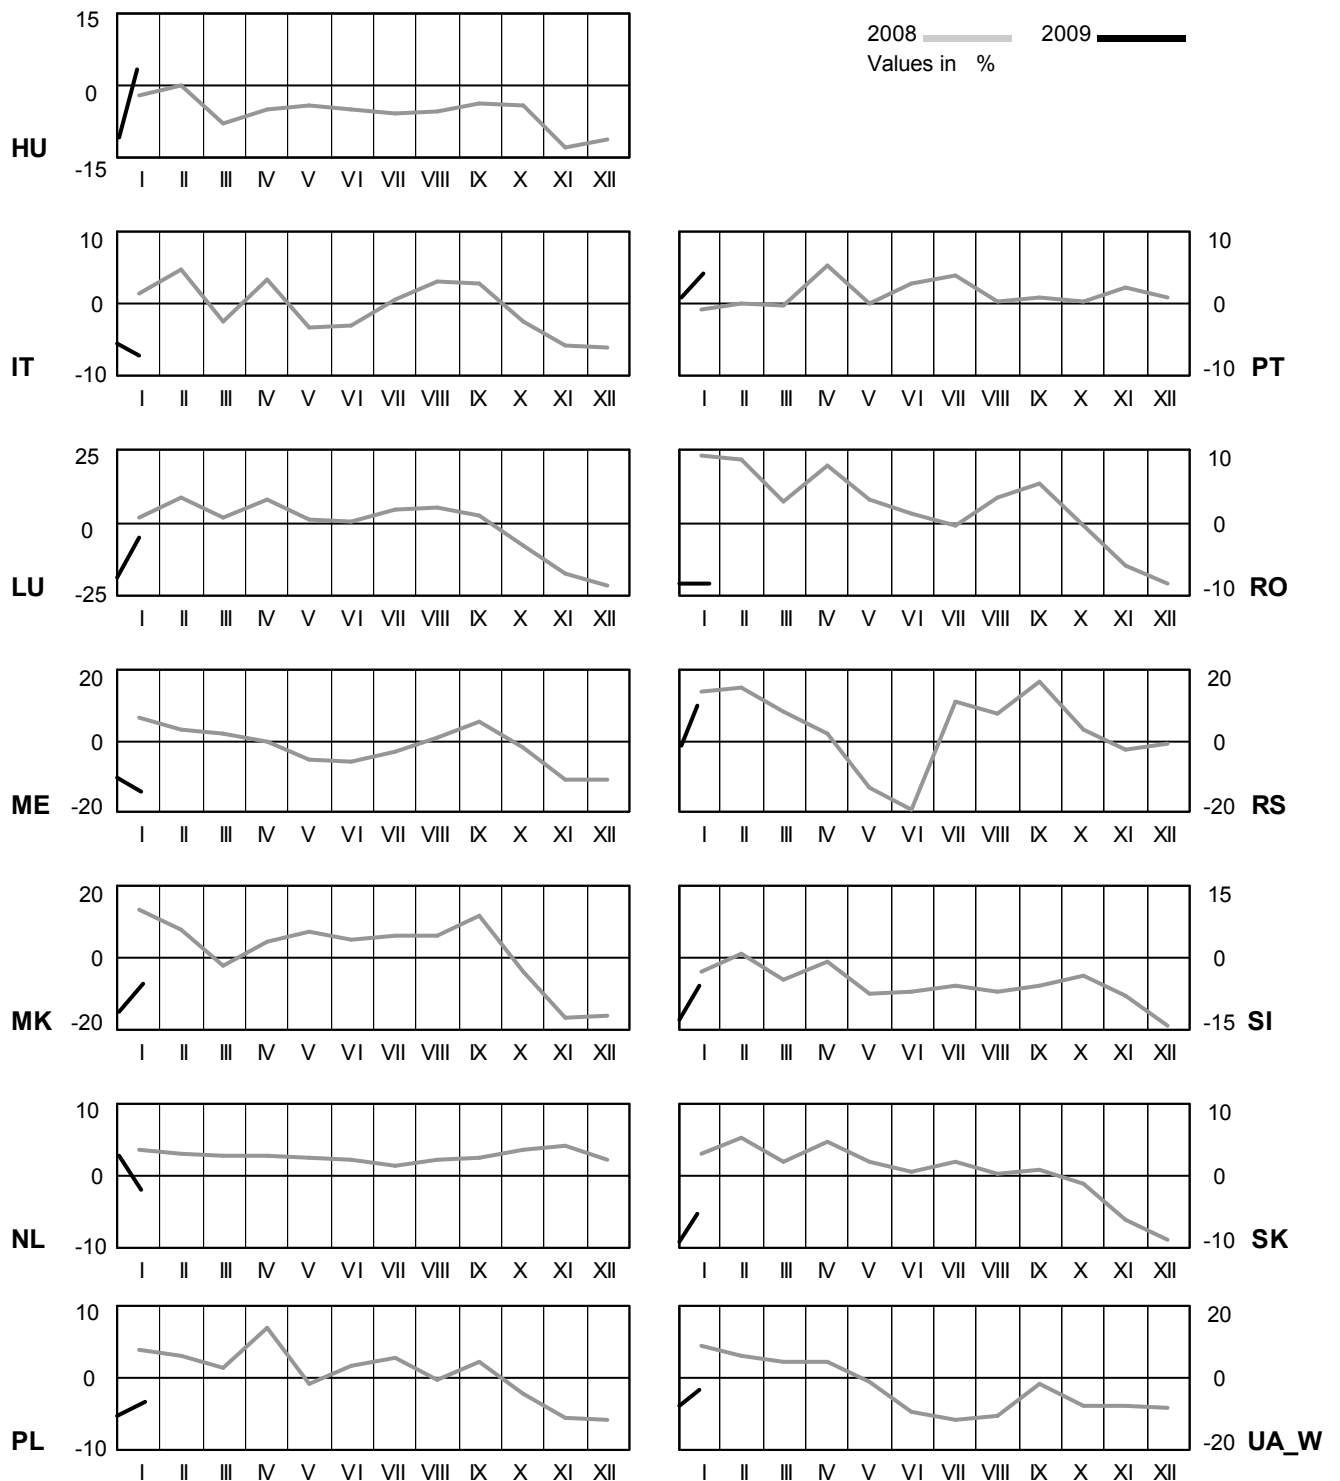 15
2008 2009
Values in %
0
HU
-15
I II III IV V VI VII VIII IX X XI XII
10 10
0 0
IT -10 -10 PT
I II III IV V VI VII VIII IX X XI XII I II III IV V VI VII VIII IX X XI XII
25 10
0 0
LU -25 -10 RO
I II III IV V VI VII VIII IX X XI XII I II III IV V VI VII VIII IX X XI XII
20 20
0 0
ME -20 -20 RS
I II III IV V VI VII VIII IX X XI XII I II III IV V VI VII VIII IX X XI XII
20 15
0 0
MK -20 -15 SI
I II III IV V VI VII VIII IX X XI XII I II III IV V VI VII VIII IX X XI XII
10 10
0 0
NL -10 -10 SK
I II III IV V VI VII VIII IX X XI XII I II III IV V VI VII VIII IX X XI XII
10 20
0 0
PL -10 -20 UA_W
I II III IV V VI VII VIII IX X XI XII I II III IV V VI VII VIII IX X XI XII